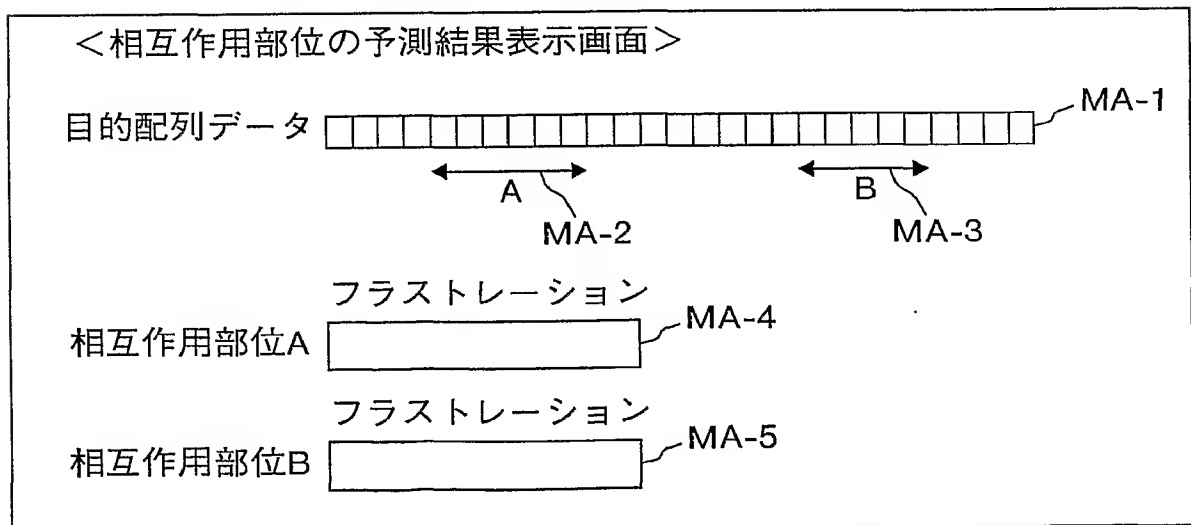 ＜相互作用部位の予測結果表示画面＞
目的配列データ MA-1
A B
MA-2 MA-3
フラストレーション
相互作用部位A MA-4
フラストレーション
相互作用部位B MA-5